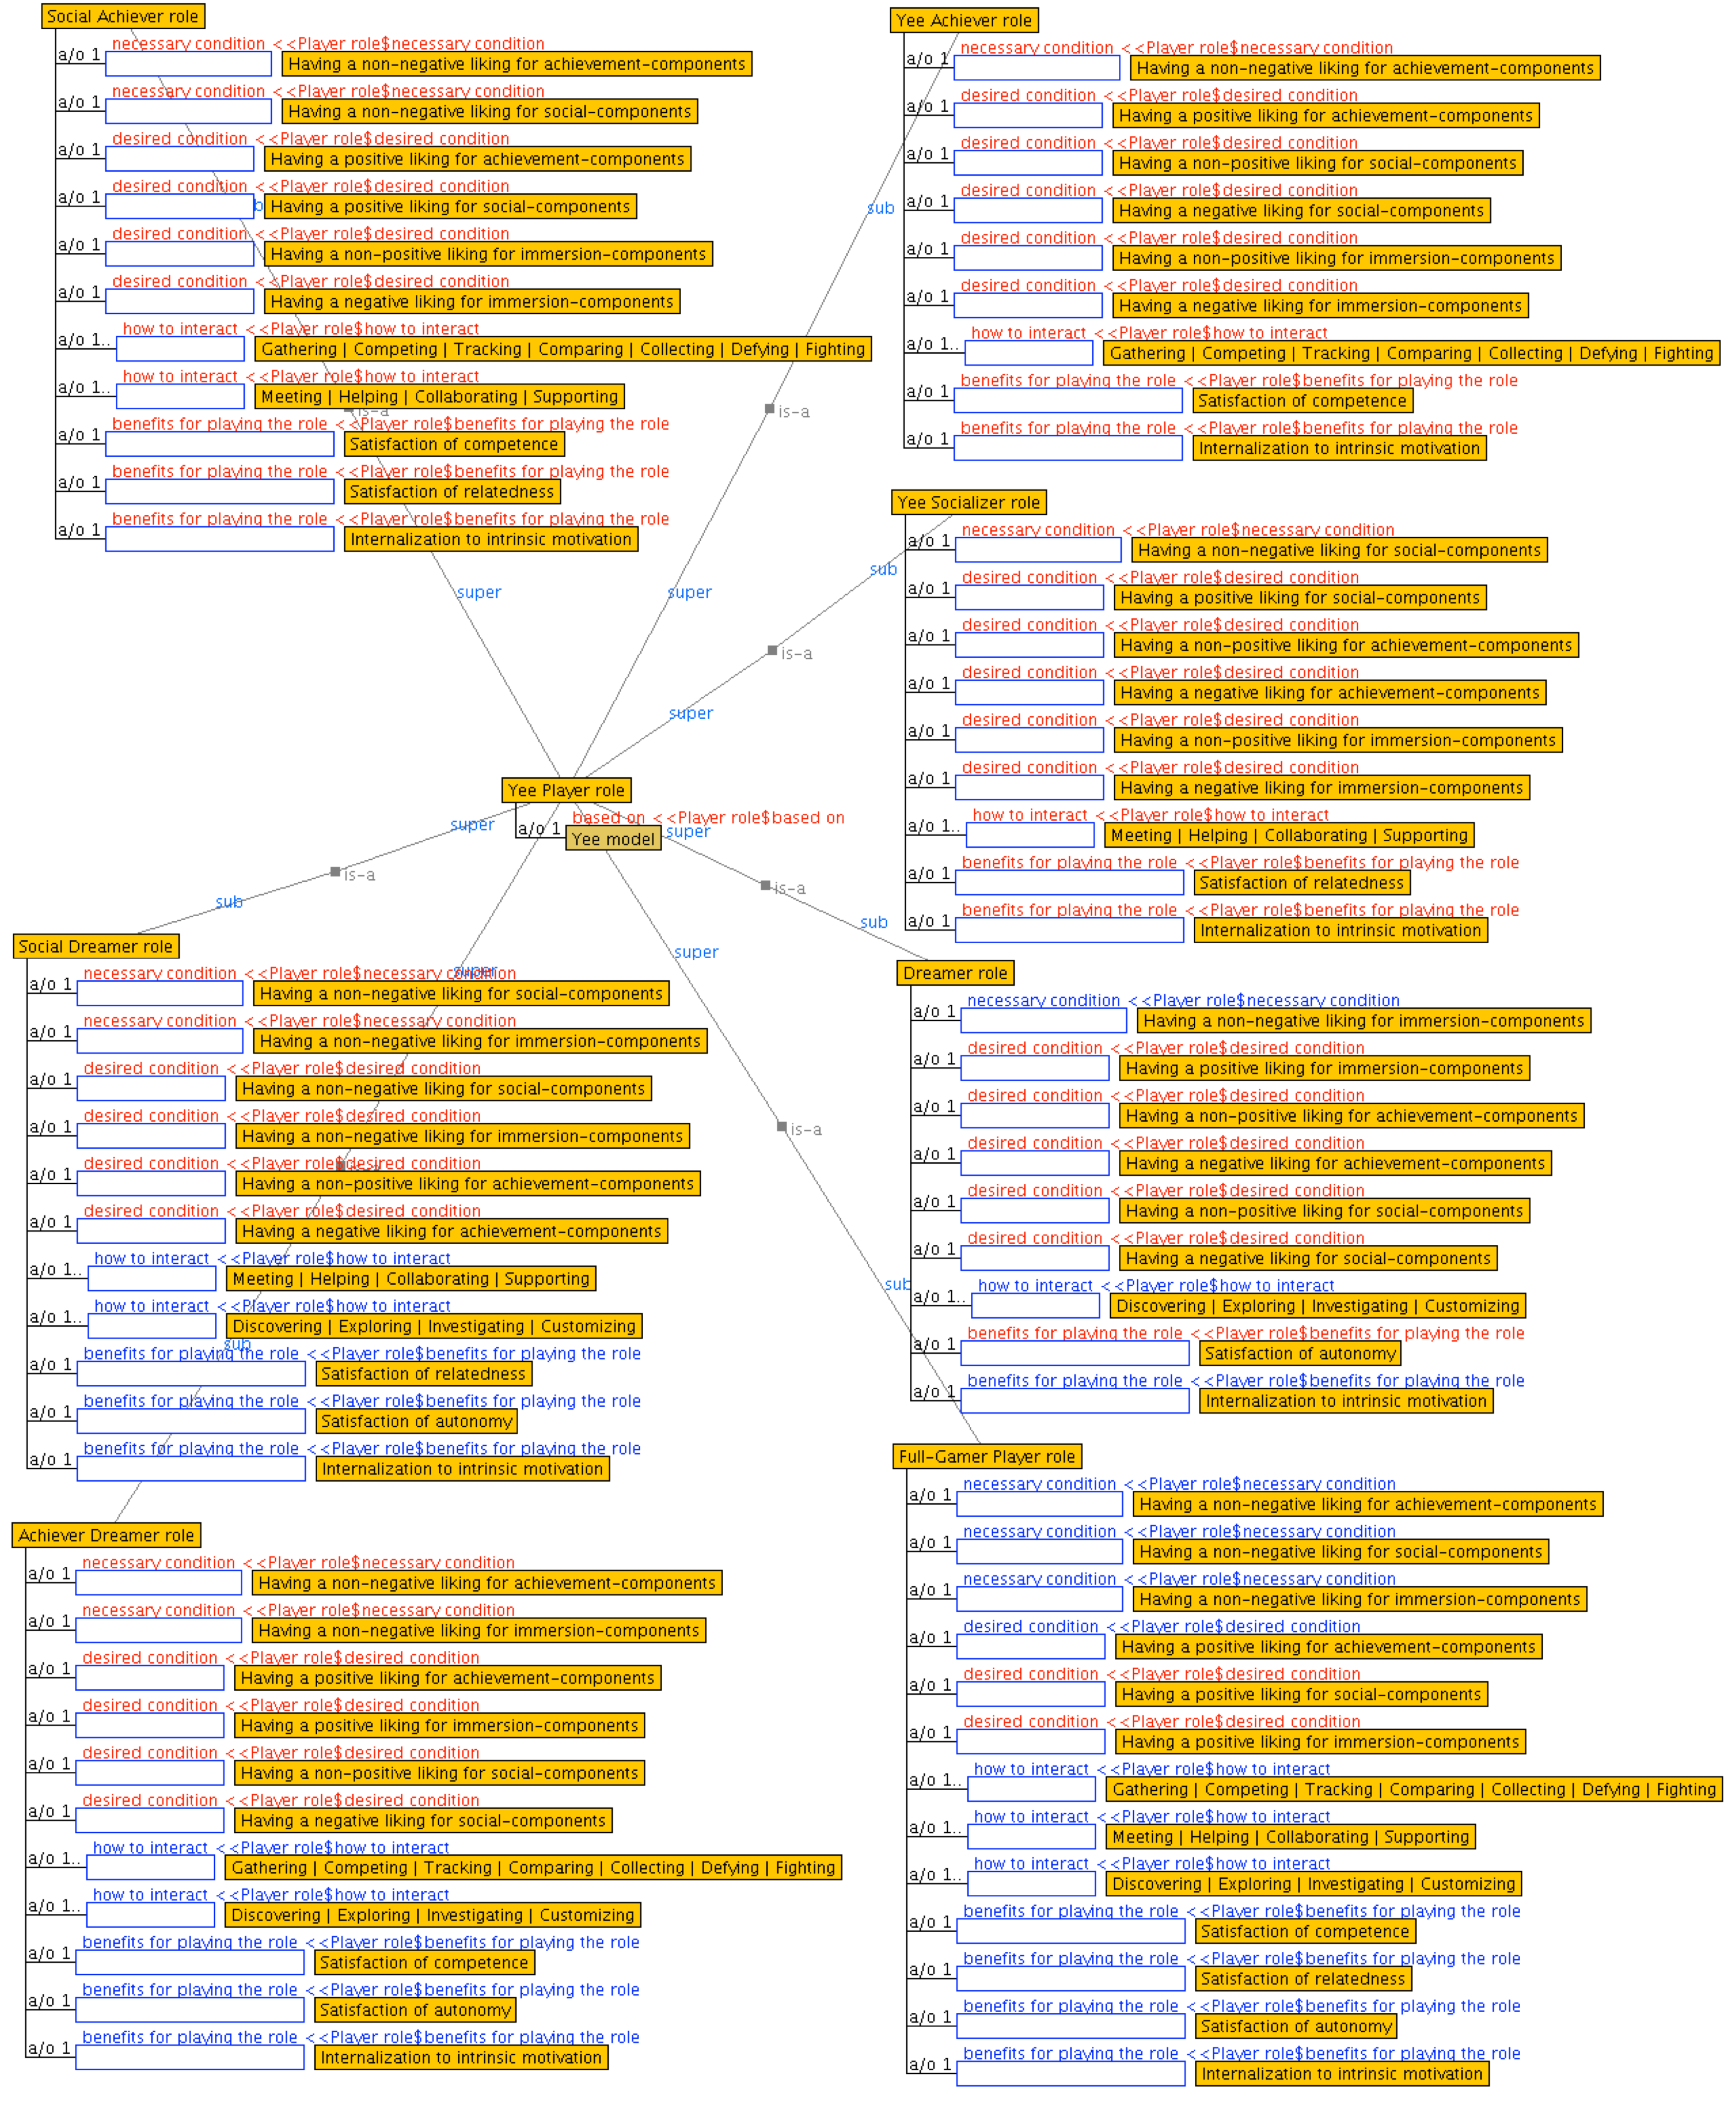 Social Achiever role
necessary condition <<Player role$necessary condition
a/o 1 Having a non-negative liking for achievement-components
necessary condition <<Player role$necessary condition
a/o 1 Having a non-negative liking for social-components
desired condition <<Player role$desired condition
a/o 1 Having a positive liking for achievement-components
desired condition <<Player role$desired condition
a/o 1 Having a positive liking for social-components
desired condition <<Player role$desired condition
a/o 1 Having a non-positive liking for immersion-components
desired condition <<Player role$desired condition
a/o 1 Having a negative liking for immersion-components
how to interact <<Player role$how to interact
a/o 1.. Gathering | Competing | Tracking | Comparing | Collecting | Defying | Fighting
how to interact <<Player role$how to interact
a/o 1.. Meeting | Helping | Collaborating | Supporting
is-a
benefits for playing the role <<Player role$benefits for playing the role
a/o 1 Satisfaction of competence
benefits for playing the role <<Player role$benefits for playing the role
a/o 1 Satisfaction of relatedness
benefits for playing the role <<Player role$benefits for playing the role
a/o 1 Internalization to intrinsic motivation
super
Yee Achiever role
necessary condition <<Player role$necessary condition
a/o 1 Having a non-negative liking for achievement-components
desired condition <<Player role$desired condition
a/o 1 Having a positive liking for achievement-components
desired condition <<Player role$desired condition
a/o 1 Having a non-positive liking for social-components
desired condition <<Player role$desired condition
a/o 1 Having a negative liking for social-components
sub
desired condition <<Player role$desired condition
a/o 1 Having a non-positive liking for immersion-components
desired condition <<Player role$desired condition
a/o 1 Having a negative liking for immersion-components
how to interact <<Player role$how to interact
a/o 1.. Gathering | Competing | Tracking | Comparing | Collecting | Defying | Fighting
benefits for playing the role <<Player role$benefits for playing the role
a/o 1 Satisfaction of competence
is-a
benefits for playing the role <<Player role$benefits for playing the role
a/o 1 Internalization to intrinsic motivation
super
Yee Socializer role
necessary condition <<Player role$necessary condition
a/o 1 Having a non-negative liking for social-components
sub
desired condition <<Player role$desired condition
a/o 1 Having a positive liking for social-components
desired condition <<Player role$desired condition
a/o 1 Having a non-positive liking for achievement-components
is-a
desired condition <<Player role$desired condition
a/o 1 Having a negative liking for achievement-components
super
desired condition <<Player role$desired condition
a/o 1 Having a non-positive liking for immersion-components
desired condition <<Player role$desired condition
a/o 1 Having a negative liking for immersion-components
how to interact <<Player role$how to interact
a/o 1.. Meeting | Helping | Collaborating | Supporting
benefits for playing the role <<Player role$benefits for playing the role
a/o 1 Satisfaction of relatedness
benefits for playing the role <<Player role$benefits for playing the role
a/o 1 Internalization to intrinsic motivation
Yee Player role
based on <<Player role$based on
a/o 1 Yee model
super
super
is-a
is-a
sub
sub
super
super
Social Dreamer role
necessary condition <<Player role$necessary condition
a/o 1 Having a non-negative liking for social-components
necessary condition <<Player role$necessary condition
a/o 1 Having a non-negative liking for immersion-components
desired condition <<Player role$desired condition
a/o 1 Having a non-negative liking for social-components
desired condition <<Player role$desired condition
a/o 1 Having a non-negative liking for immersion-components
desired condition <<Player role$desired condition
a/o 1 Having a non-positive liking for achievement-components
desired condition <<Player role$desired condition
a/o 1 Having a negative liking for achievement-components
how to interact <<Player role$how to interact
a/o 1.. Meeting | Helping | Collaborating | Supporting
how to interact <<Player role$how to interact
a/o 1.. Discovering | Exploring | Investigating | Customizing
sub
benefits for playing the role <<Player role$benefits for playing the role
a/o 1 Satisfaction of relatedness
benefits for playing the role <<Player role$benefits for playing the role
a/o 1 Satisfaction of autonomy
benefits for playing the role <<Player role$benefits for playing the role
a/o 1 Internalization to intrinsic motivation
Dreamer role
necessary condition <<Player role$necessary condition
a/o 1 Having a non-negative liking for immersion-components
desired condition <<Player role$desired condition
a/o 1 Having a positive liking for immersion-components
desired condition <<Player role$desired condition
a/o 1 Having a non-positive liking for achievement-components
is-a
desired condition <<Player role$desired condition
a/o 1 Having a negative liking for achievement-components
desired condition <<Player role$desired condition
a/o 1 Having a non-positive liking for social-components
desired condition <<Player role$desired condition
a/o 1 Having a negative liking for social-components
sub
how to interact <<Player role$how to interact
a/o 1.. Discovering | Exploring | Investigating | Customizing
benefits for playing the role <<Player role$benefits for playing the role
a/o 1 Satisfaction of autonomy
benefits for playing the role <<Player role$benefits for playing the role
a/o 1 Internalization to intrinsic motivation
Achiever Dreamer role
necessary condition <<Player role$necessary condition
a/o 1 Having a non-negative liking for achievement-components
necessary condition <<Player role$necessary condition
a/o 1 Having a non-negative liking for immersion-components
desired condition <<Player role$desired condition
a/o 1 Having a positive liking for achievement-components
desired condition <<Player role$desired condition
a/o 1 Having a positive liking for immersion-components
desired condition <<Player role$desired condition
a/o 1 Having a non-positive liking for social-components
desired condition <<Player role$desired condition
a/o 1 Having a negative liking for social-components
how to interact <<Player role$how to interact
a/o 1.. Gathering | Competing | Tracking | Comparing | Collecting | Defying | Fighting
how to interact <<Player role$how to interact
a/o 1.. Discovering | Exploring | Investigating | Customizing
benefits for playing the role <<Player role$benefits for playing the role
a/o 1 Satisfaction of competence
benefits for playing the role <<Player role$benefits for playing the role
a/o 1 Satisfaction of autonomy
benefits for playing the role <<Player role$benefits for playing the role
a/o 1 Internalization to intrinsic motivation
Full-Gamer Player role
necessary condition <<Player role$necessary condition
a/o 1 Having a non-negative liking for achievement-components
necessary condition <<Player role$necessary condition
a/o 1 Having a non-negative liking for social-components
necessary condition <<Player role$necessary condition
a/o 1 Having a non-negative liking for immersion-components
desired condition <<Player role$desired condition
a/o 1 Having a positive liking for achievement-components
desired condition <<Player role$desired condition
a/o 1 Having a positive liking for social-components
desired condition <<Player role$desired condition
a/o 1 Having a positive liking for immersion-components
how to interact <<Player role$how to interact
a/o 1.. Gathering | Competing | Tracking | Comparing | Collecting | Defying | Fighting
how to interact <<Player role$how to interact
a/o 1.. Meeting | Helping | Collaborating | Supporting
how to interact <<Player role$how to interact
a/o 1.. Discovering | Exploring | Investigating | Customizing
benefits for playing the role <<Player role$benefits for playing the role
a/o 1 Satisfaction of competence
benefits for playing the role <<Player role$benefits for playing the role
a/o 1 Satisfaction of relatedness
benefits for playing the role <<Player role$benefits for playing the role
a/o 1 Satisfaction of autonomy
benefits for playing the role <<Player role$benefits for playing the role
a/o 1 Internalization to intrinsic motivation